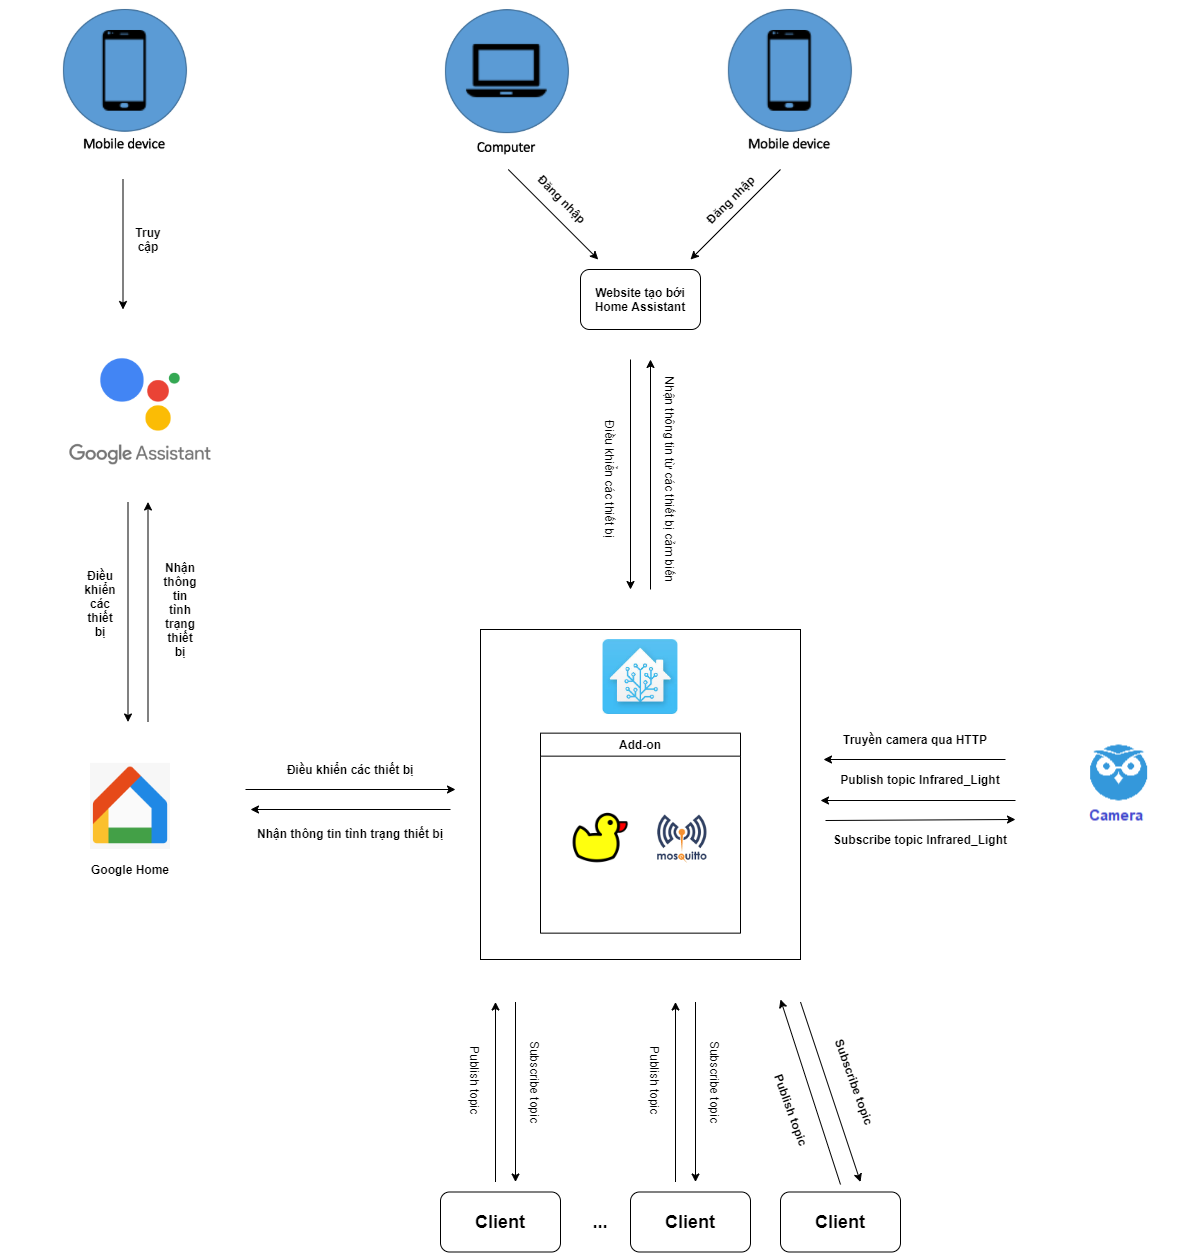 Mobile device
Computer
Mobile device
Truy
cập
Đăng nhập
Đăng nhập
Website tạo bởi
Home Assistant
Google Assistant
Điều khiển các thiết bị
Nhận thông tin từ các thiết bị cảm biến
Điều
khiển
các
thiết
bị
Nhận
thông
tin
tình
trạng
thiết
bị
Add-on
mosquitto
Điều khiển các thiết bị
Nhận thông tin tình trạng thiết bị
Google Home
Truyền camera qua HTTP
Publish topic Infrared_Light
Subscribe topic Infrared_Light
Camera
Publish topic
Subscribe topic
Publish topic
Subscribe topic
Publish topic
Subscribe topic
Client
...
Client
Client